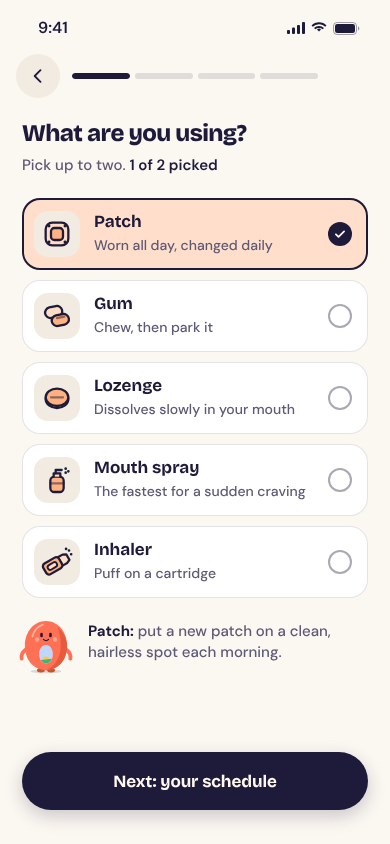 9:41
What are you using?
Pick up to two. 1 of 2 picked
Patch
Worn all day, changed daily
Gum
Chew, then park it
Lozenge
Dissolves slowly in your mouth
Mouth spray
The fastest for a sudden craving
Inhaler
Puff on a cartridge
Patch: put a new patch on a clean,
hairless spot each morning.
Next: your schedule